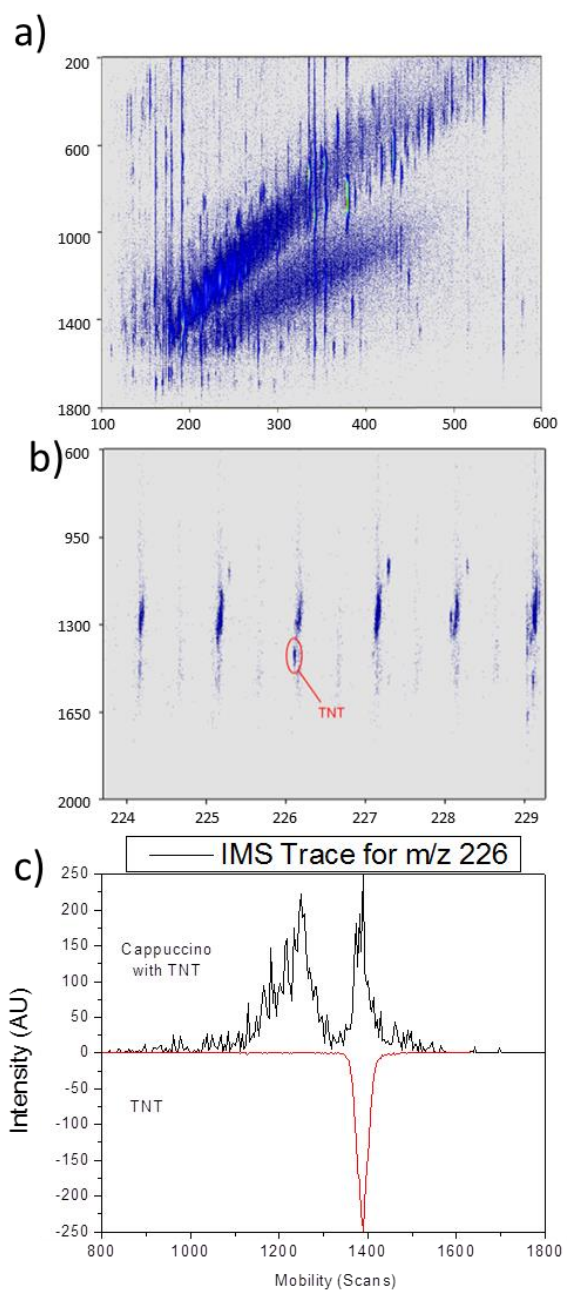 a)
200
600
1000
1400
1800
100 200 300 400 500 600
b)
600
950
1300
1650
2000
TNT
224 225 226 227 228 229
IMS Trace for m/z 226
c)
250
200
150
100
50
0
-50
-100
-150
-200
-250
Intensity (AU)
Cappuccino
with TNT
TNT
800 1000 1200 1400 1600 1800
Mobility (Scans)